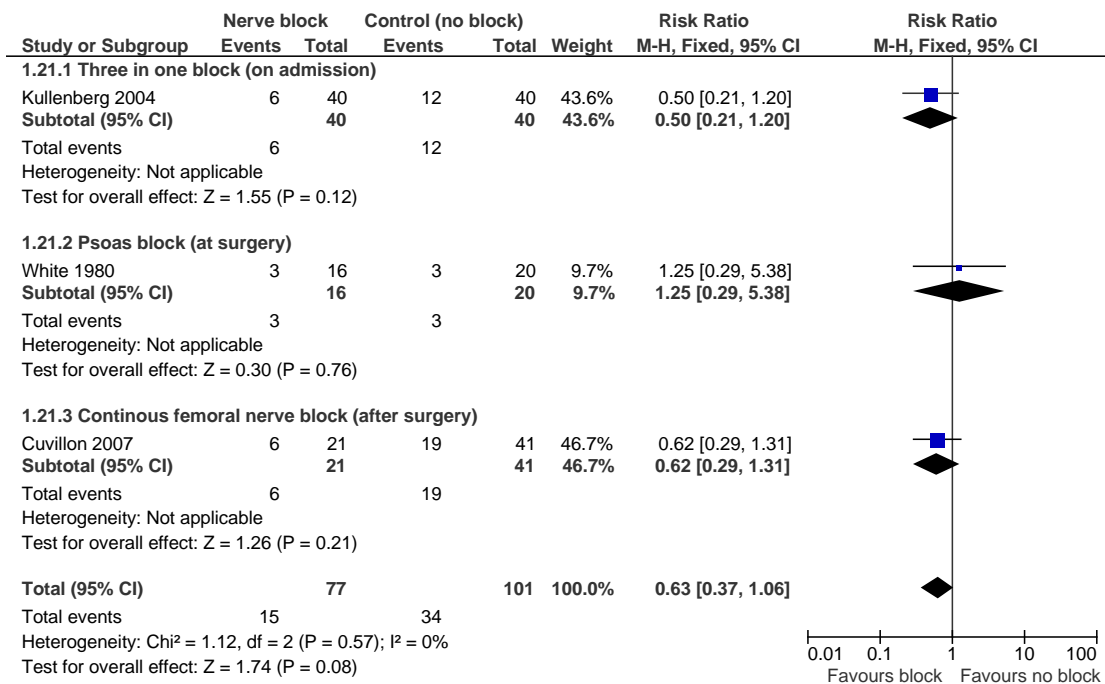 Nerve block Control (no block) Risk Ratio Risk Ratio
Study or Subgroup Events Total Events Total Weight M-H, Fixed, 95% CI M-H, Fixed, 95% CI
1.21.1 Three in one block (on admission)
Kullenberg 2004 6 40 12 40 43.6% 0.50 [0.21, 1.20]
Subtotal (95% CI) 40 40 43.6% 0.50 [0.21, 1.20]
Total events 6 12
Heterogeneity: Not applicable
Test for overall effect: Z = 1.55 (P = 0.12)
1.21.2 Psoas block (at surgery)
White 1980 3 16 3 20 9.7% 1.25 [0.29, 5.38]
Subtotal (95% CI) 16 20 9.7% 1.25 [0.29, 5.38]
Total events 3 3
Heterogeneity: Not applicable
Test for overall effect: Z = 0.30 (P = 0.76)
1.21.3 Continous femoral nerve block (after surgery)
Cuvillon 2007 6 21 19 41 46.7% 0.62 [0.29, 1.31]
Subtotal (95% CI) 21 41 46.7% 0.62 [0.29, 1.31]
Total events 6 19
Heterogeneity: Not applicable
Test for overall effect: Z = 1.26 (P = 0.21)
Total (95% CI) 77 101 100.0% 0.63 [0.37, 1.06]
Total events 15 34
Heterogeneity: Chi² = 1.12, df = 2 (P = 0.57); I² = 0%
Test for overall effect: Z = 1.74 (P = 0.08)
0.01 0.1 1 10 100
Favours block Favours no block